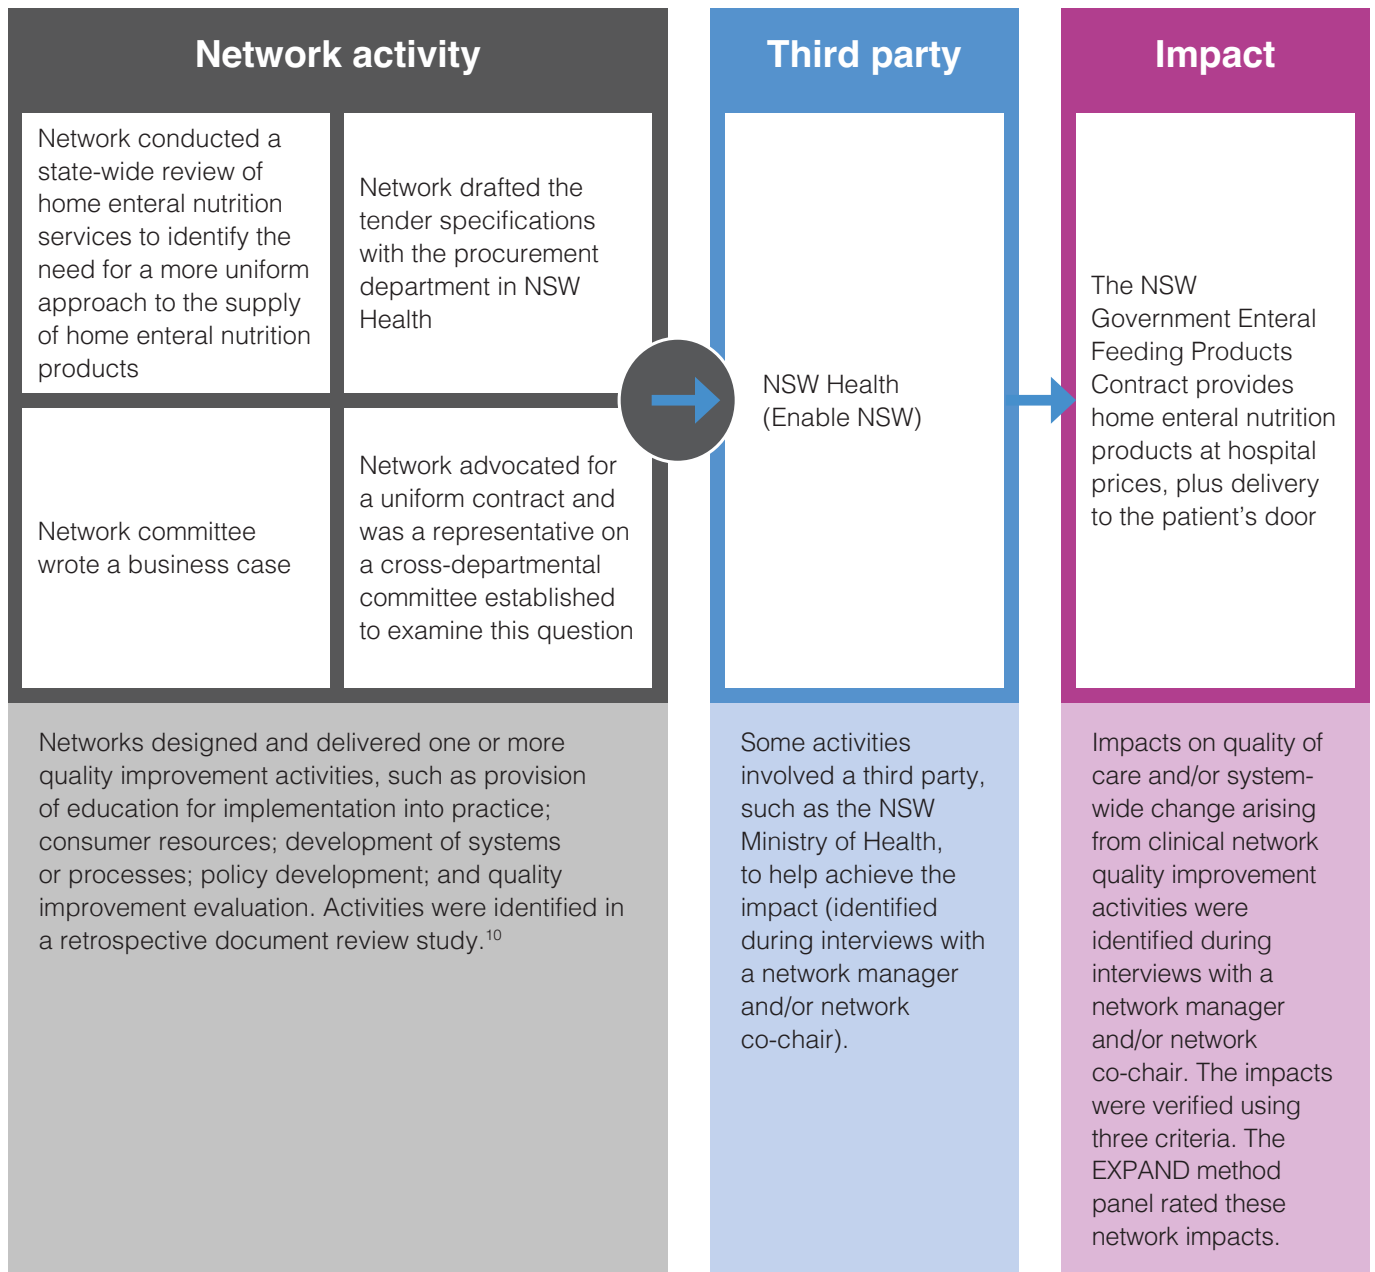 Network activity
Network conducted a
state-wide review of
home enteral nutrition
services to identify the
need for a more uniform
approach to the supply
of home enteral nutrition
products
Network drafted the
tender specifications
with the procurement
department in NSW
Health
Network committee
wrote a business case
Network advocated for
a uniform contract and
was a representative on
a cross-departmental
committee established
to examine this question
Networks designed and delivered one or more
quality improvement activities, such as provision
of education for implementation into practice;
consumer resources; development of systems
or processes; policy development; and quality
improvement evaluation. Activities were identified in
a retrospective document review study.10
Third party
NSW Health
(Enable NSW)
Some activities
involved a third party,
such as the NSW
Ministry of Health,
to help achieve the
impact (identified
during interviews with
a network manager
and/or network
co-chair).
Impact
The NSW
Government Enteral
Feeding Products
Contract provides
home enteral nutrition
products at hospital
prices, plus delivery
to the patient’s door
Impacts on quality of
care and/or system-
wide change arising
from clinical network
quality improvement
activities were
identified during
interviews with a
network manager
and/or network
co-chair. The impacts
were verified using
three criteria. The
EXPAND method
panel rated these
network impacts.